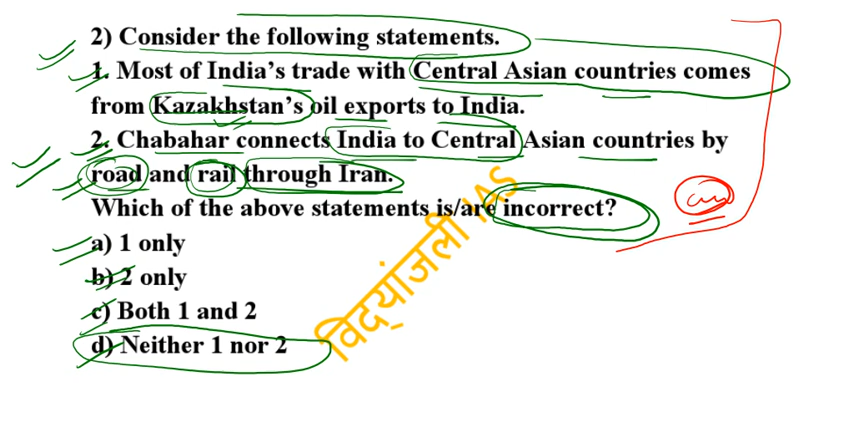 2) Consider the following statements.
1. Most of India's trade with Central Asian countries comes
from Kazakhstan's oil exports to India.
2. Chabahar connects India to Central Asian countries by
road and rail through Iran.
Which of the above statements is/are incorrect?
a) 1 only
b) 2 only
c) Both 1 and 2
d) Neither 1 nor 2
विद्यांजली IAS